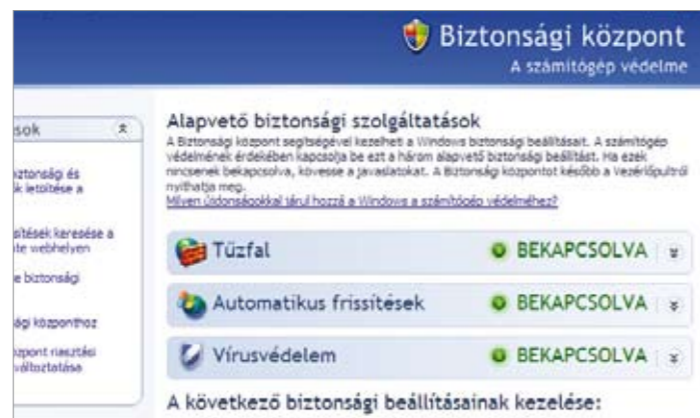 Biztonsági központ
A számítógép védelme
sok
ztonsági és
k letöltése a
sítések keresése a
te webhelyen
e biztonsági
ági központhoz
zpont riasztási
változtatása
Alapvető biztonsági szolgáltatások
A Biztonsági központ segítségével kezelheti a Windows biztonsági beállításait. A számítógép
védelmének érdekében kapcsolja be ezt a három alapvető biztonsági beállítást. Ha ezek
nincsenek bekapcsolva, kövesse a javaslatokat. A Biztonsági központot később a Vezérlőpultról
nyithatja meg.
Milyen újdonságokkal járul hozzá a Windows a számítógép védelméhez?
Tűzfal BEKAPCSOLVA
Automatikus frissítések BEKAPCSOLVA
Vírusvédelem BEKAPCSOLVA
A következő biztonsági beállításainak kezelése: